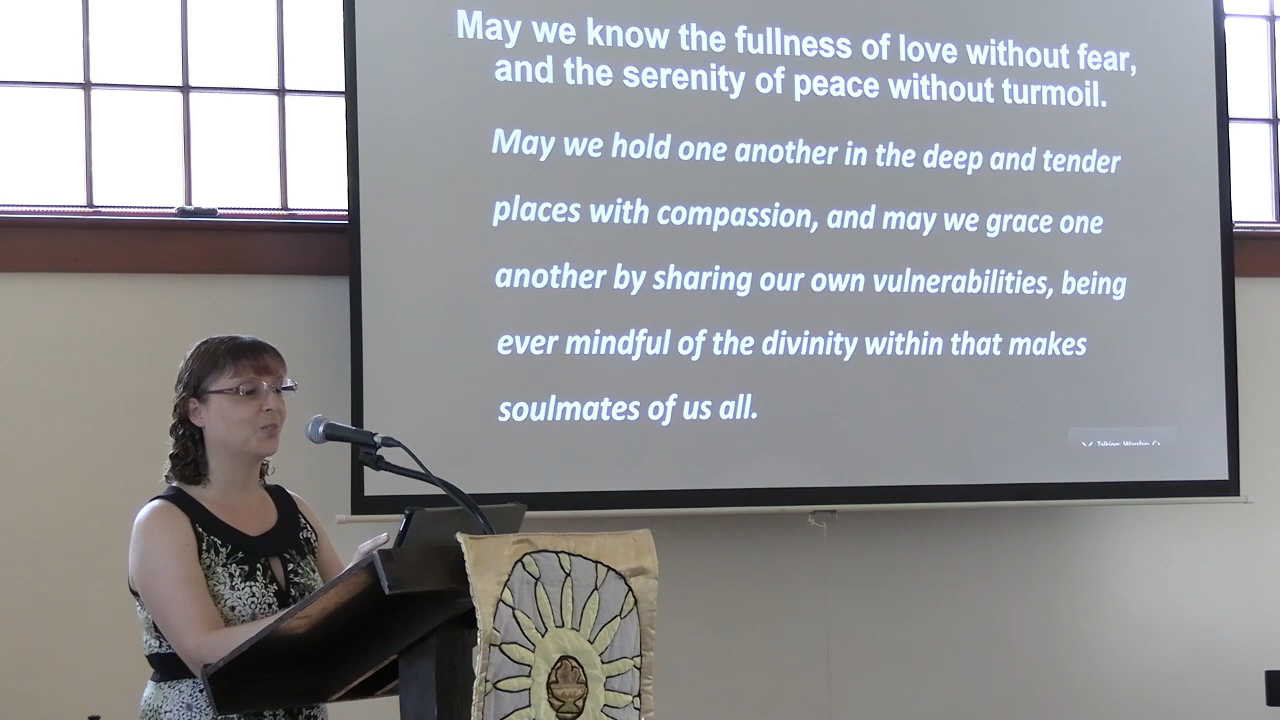 May we know the fullness of love without fear,
and the serenity of peace without turmoil.
May we hold one another in the deep and tender
places with compassion, and may we grace one
another by sharing our own vulnerabilities, being
ever mindful of the divinity within that makes
soulmates of us all.
Talking: Worship